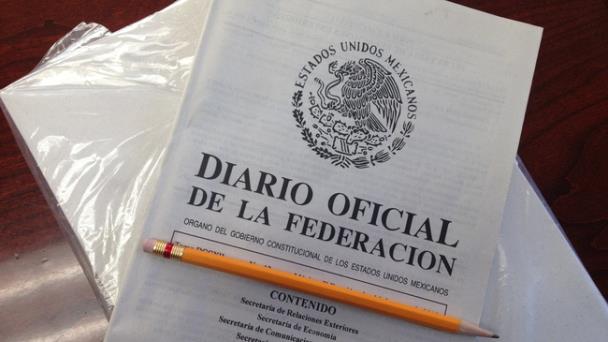 ESTADOS UNIDOS MEXICANOS
DIARIO OFICIAL
DE LA FEDERACION
ORGANO DEL GOBIERNO CONSTITUCIONAL DE LOS ESTADOS UNIDOS MEXICANOS
CONTENIDO
Secretaría de Relaciones Exteriores
Secretaría de Economía
Secretaría de